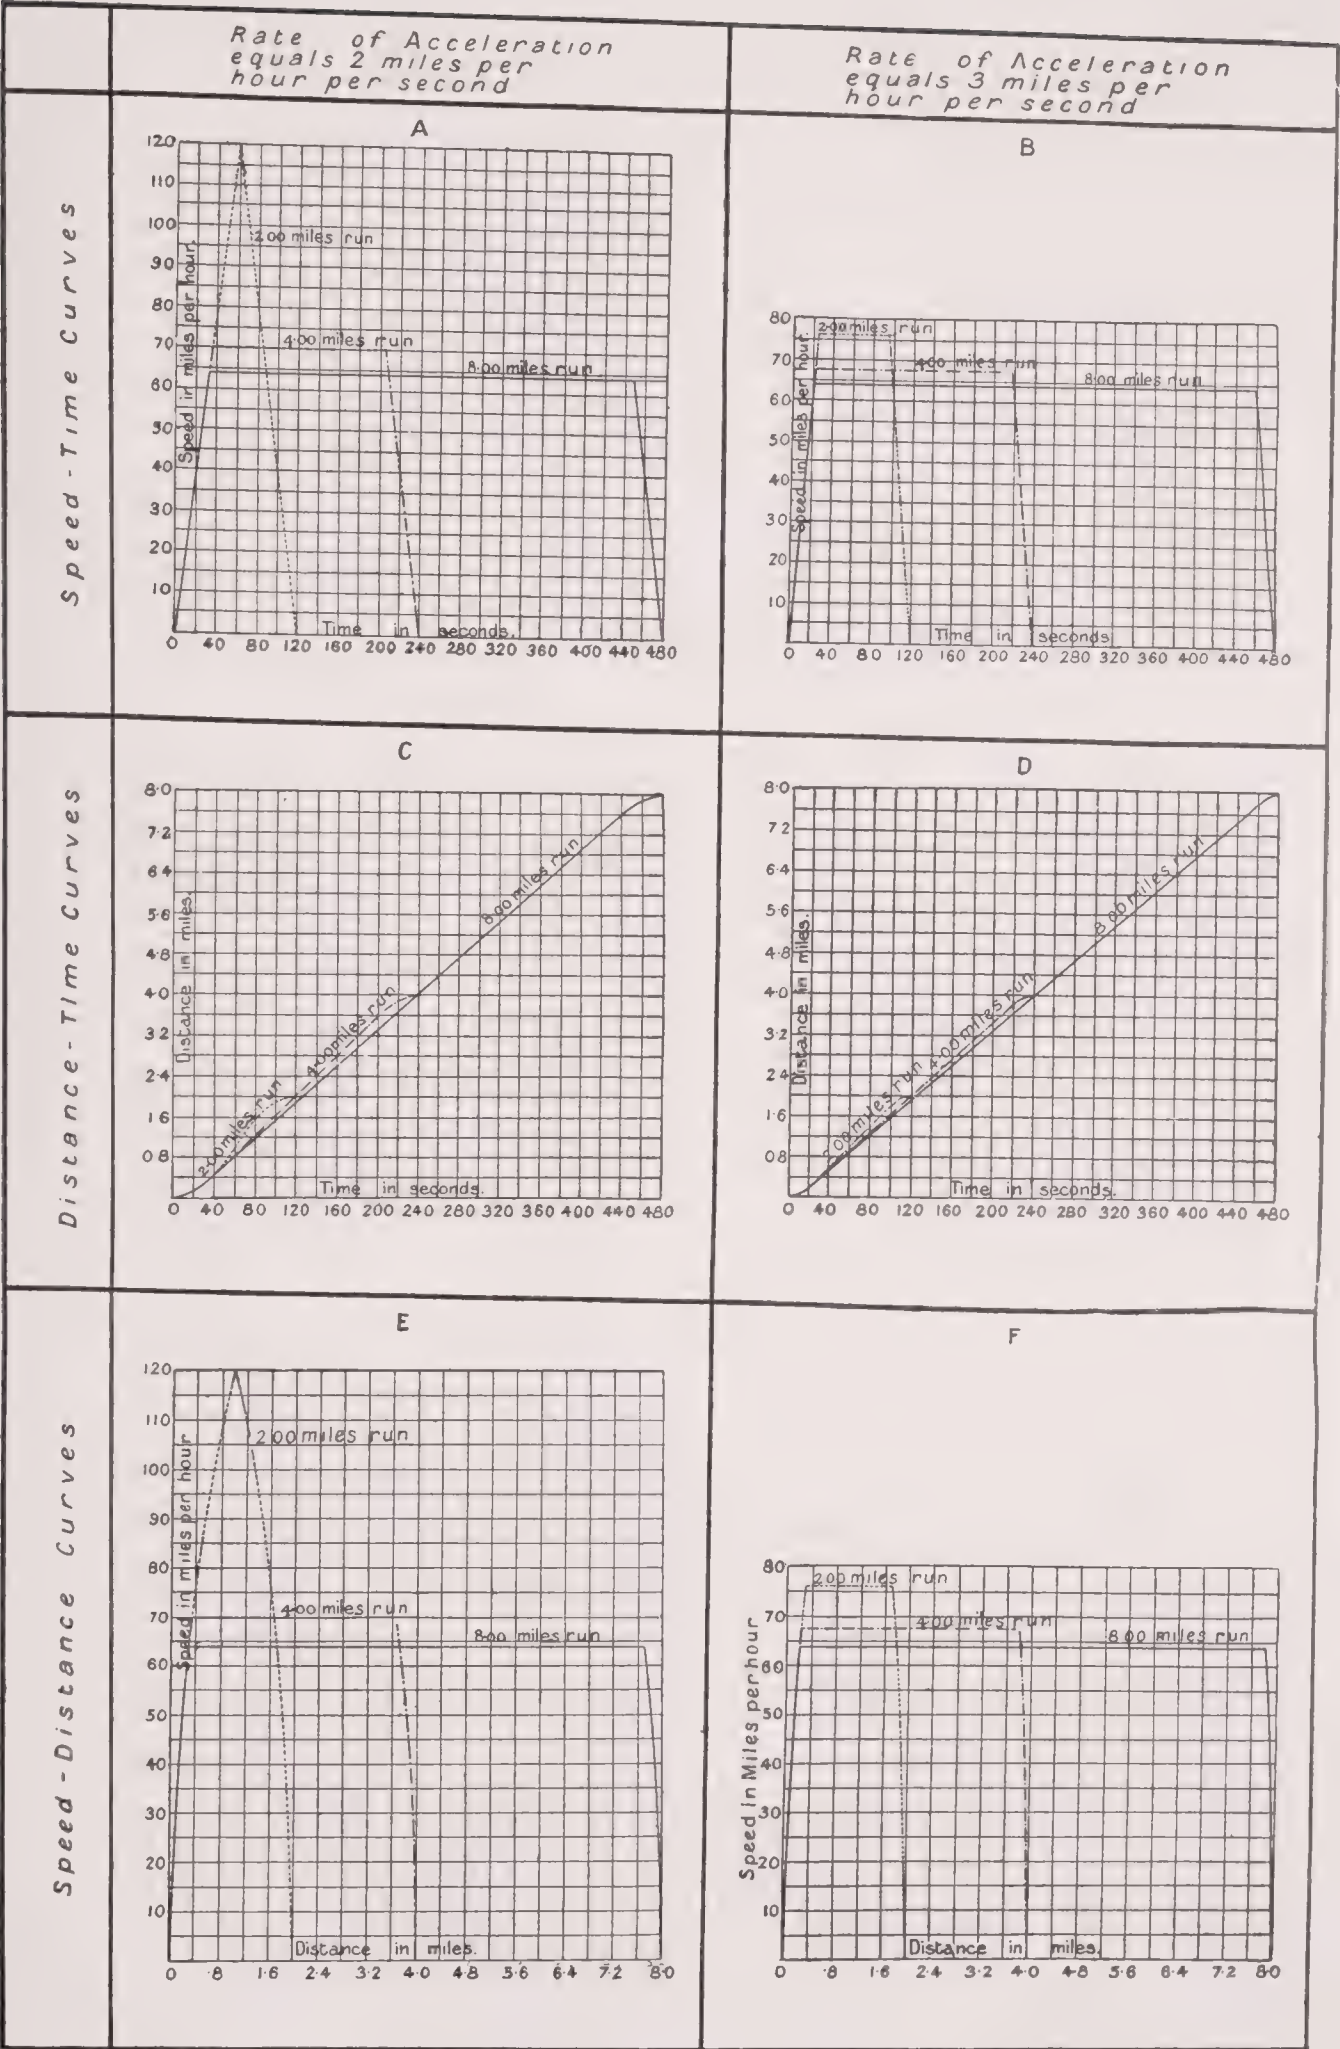 Rate of Acceleration
equals 2 miles per
hour per second
Rate of Acceleration
equals 3 miles per
hour per second
Speed-Time Curves
A
120
110
100
90
80
70
60
50
40
30
20
10
Speed in miles per hour.
2.00 miles run
4.00 miles run
8.00 miles run
Time in seconds.
0 40 80 120 160 200 240 280 320 360 400 440 480
B
80
70
60
50
40
30
20
10
Speed in miles per hour.
2.00 miles run
4.00 miles run
8.00 miles run
Time in seconds
0 40 80 120 160 200 240 280 320 360 400 440 480
Distance-Time Curves
C
8.0
7.2
6.4
5.6
4.8
4.0
3.2
2.4
1.6
0.8
Distance in miles.
2.00 miles run
4.00 miles run
8.00 miles run
Time in seconds.
0 40 80 120 160 200 240 280 320 360 400 440 480
D
8.0
7.2
6.4
5.6
4.8
4.0
3.2
2.4
1.6
0.8
Distance in miles.
2.00 miles run
4.00 miles run
8.00 miles run
Time in seconds.
0 40 80 120 160 200 240 280 320 360 400 440 480
Speed-Distance Curves
E
120
110
100
90
80
70
60
50
40
30
20
10
Speed in miles per hour
2.00 miles run
4.00 miles run
8.00 miles run
Distance in miles.
0 .8 1.6 2.4 3.2 4.0 4.8 5.6 6.4 7.2 8.0
F
80
70
60
50
40
30
20
10
Speed in Miles per hour
2.00 miles run
4.00 miles run
8.00 miles run
Distance in miles.
0 .8 1.6 2.4 3.2 4.0 4.8 5.6 6.4 7.2 8.0